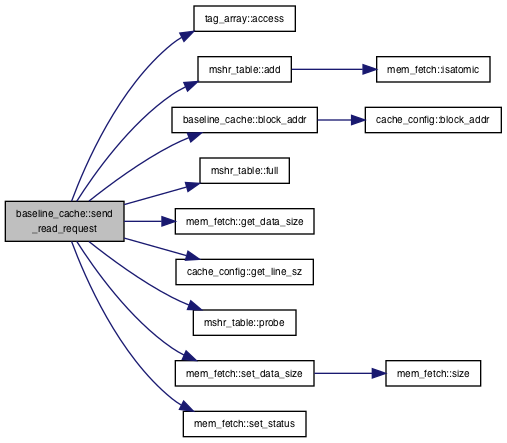 tag_array::access
mshr_table::add
mem_fetch::isatomic
baseline_cache::block_addr
cache_config::block_addr
mshr_table::full
baseline_cache::send
_read_request
mem_fetch::get_data_size
cache_config::get_line_sz
mshr_table::probe
mem_fetch::set_data_size
mem_fetch::size
mem_fetch::set_status